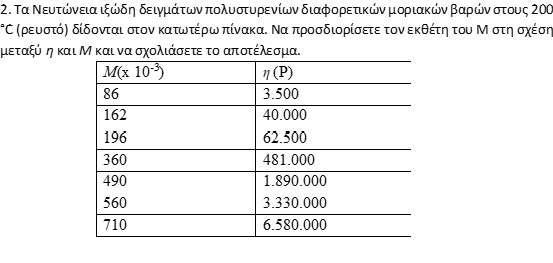 2. Τα Νευτώνεια ιξώδη δειγμάτων πολυστυρενίων διαφορετικών μοριακών βαρών στους 200
°C (ρευστό) δίδονται στον κατωτέρω πίνακα. Να προσδιορίσετε τον εκθέτη του Μ στη σχέση
μεταξύ η και Μ και να σχολιάσετε το αποτέλεσμα.
M(x 10⁻³) η (P)
86 3.500
162 40.000
196 62.500
360 481.000
490 1.890.000
560 3.330.000
710 6.580.000